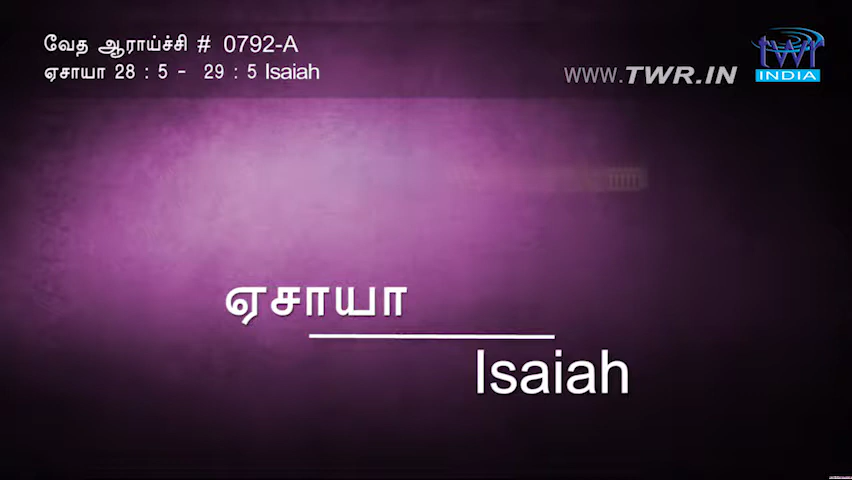 வேத ஆராய்ச்சி # 0792-A
ஏசாயா 28 : 5 - 29 : 5 Isaiah
www.TWR.IN
twr
INDIA
ஏசாயா
Isaiah